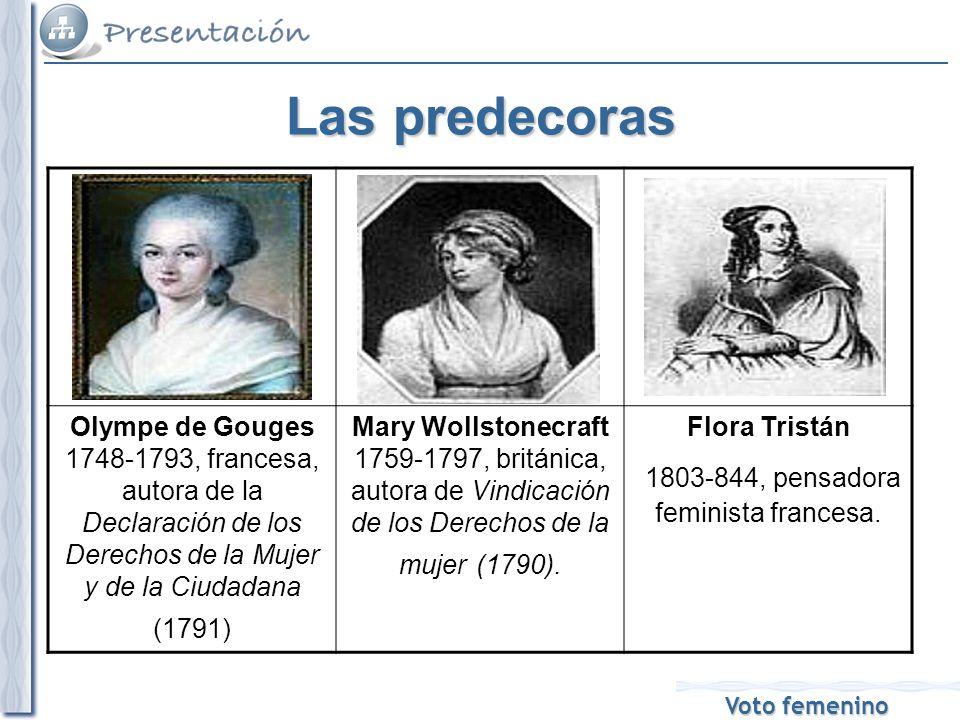 Presentación
Las predecoras
Olympe de Gouges
1748-1793, francesa,
autora de la
Declaración de los
Derechos de la Mujer
y de la Ciudadana
(1791)
Mary Wollstonecraft
1759-1797, británica,
autora de Vindicación
de los Derechos de la
mujer (1790).
Flora Tristán
1803-844, pensadora
feminista francesa.
Voto femenino